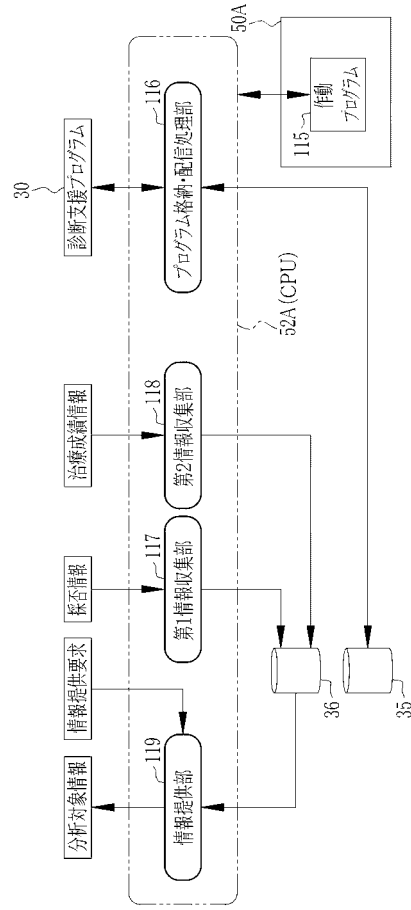 分析対象情報
情報提供要求
採否情報
治療成績情報
診断支援プログラム
30
119
情報提供部
117
第1情報収集部
118
第2情報収集部
116
プログラム格納・配信処理部
52A(CPU)
36
35
50A
115
作動
プログラム